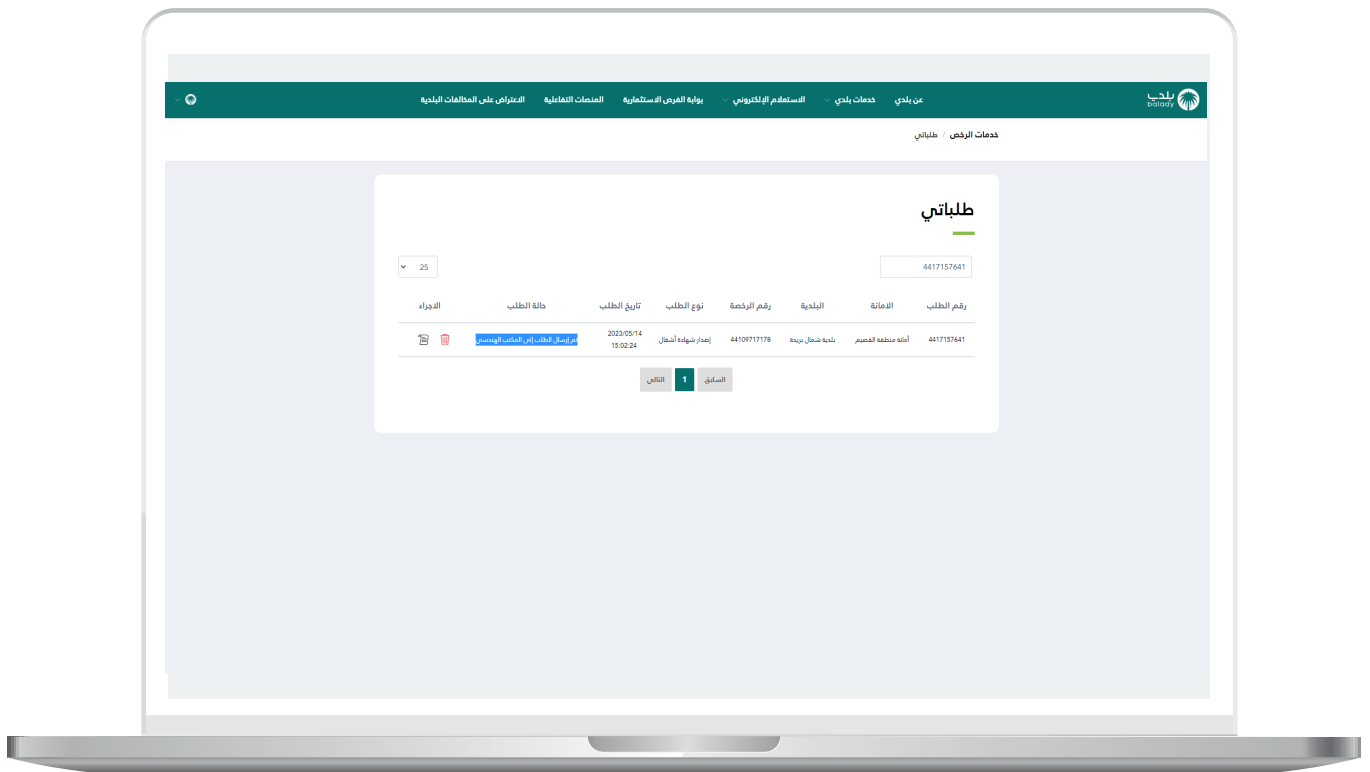 بلدي
balady
عن بلدي خدمات بلدي الاستعلام الإلكتروني بوابة الفرص الاستثمارية المنصات التفاعلية الاعتراض على المخالفات البلدية
خدمات الرخص / طلباتي
طلباتي
4417157641 25
رقم الطلب الامانة البلدية رقم الرخصة نوع الطلب تاريخ الطلب حالة الطلب الاجراء
4417157641 أمانة منطقة القصيم بلدية شمال بريدة 44109717178 إصدار شهادة أشغال 2023/05/14 تم إرسال الطلب إلى المكتب الهندسي
15:02:24
السابق 1 التالي